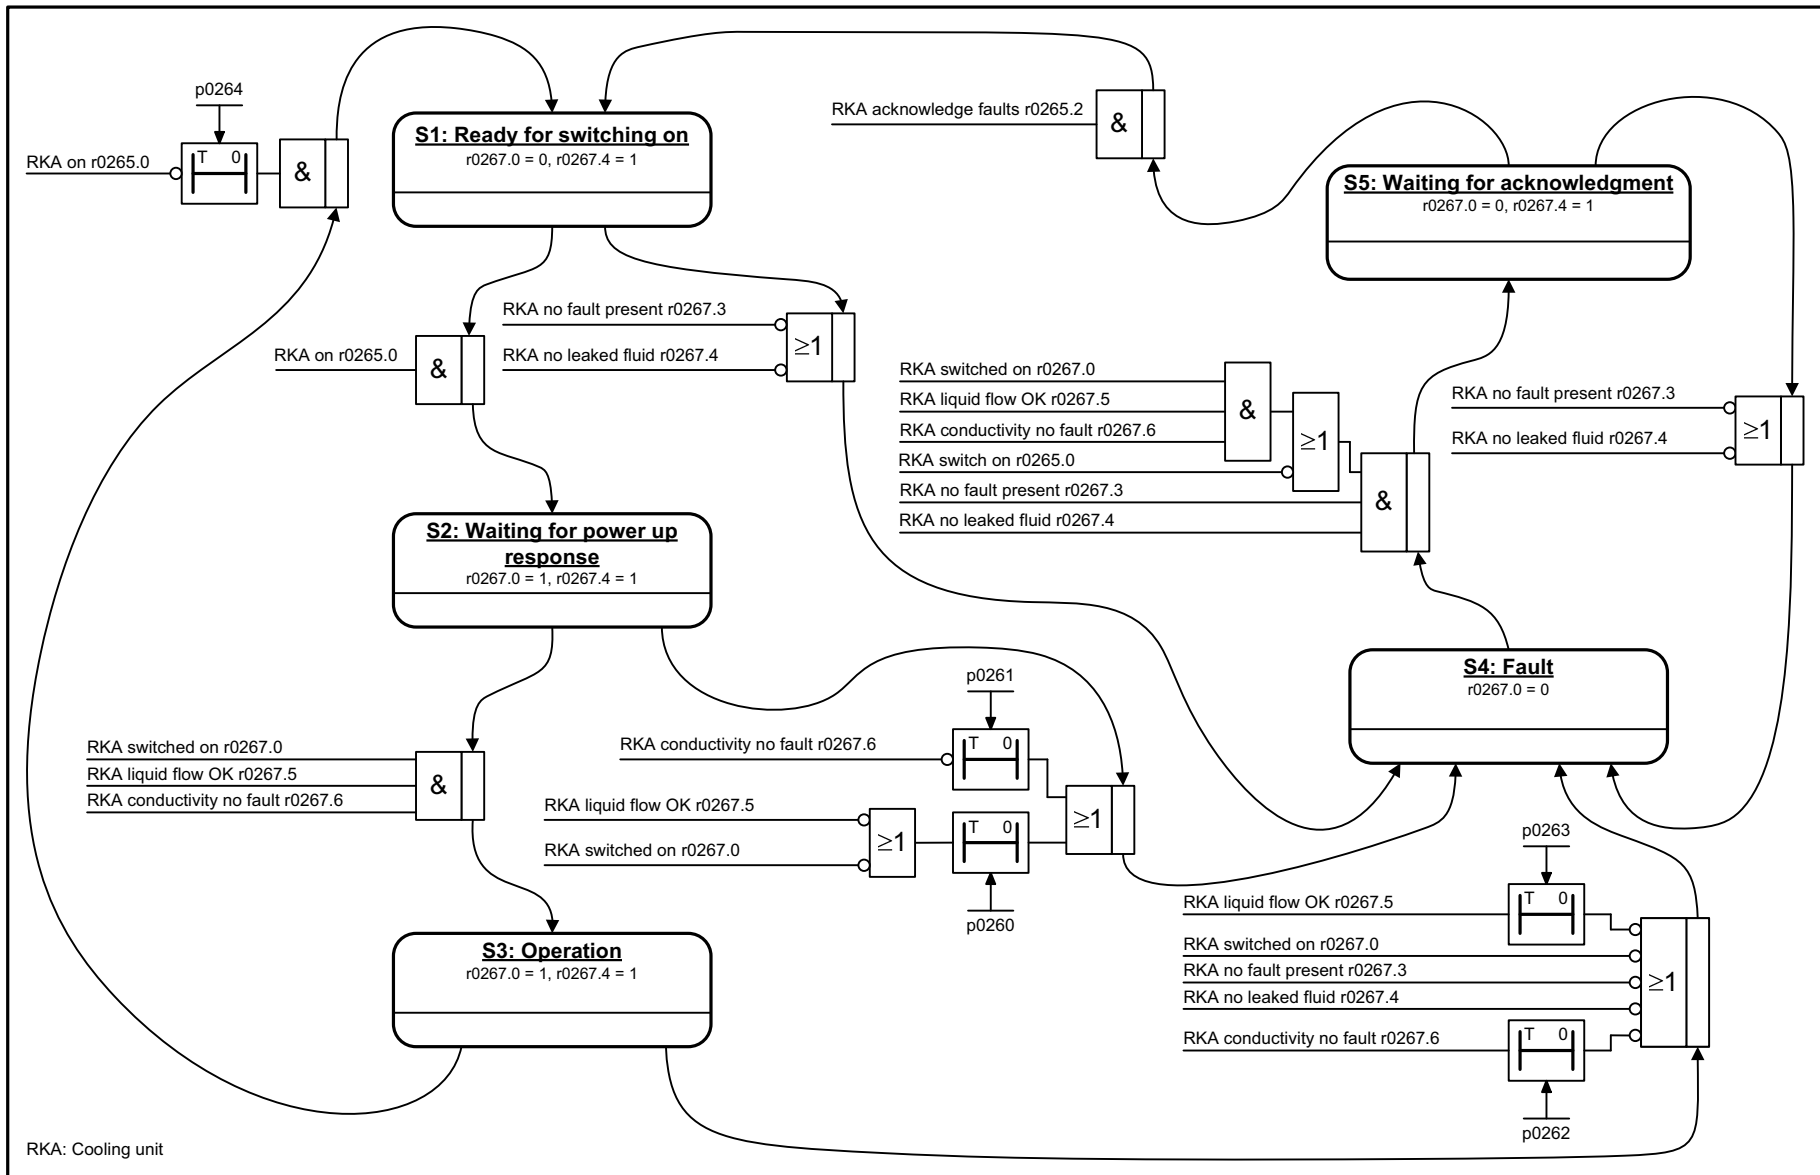 p0264
RKA on r0265.0
T 0
&
S1: Ready for switching on
r0267.0 = 0, r0267.4 = 1
RKA acknowledge faults r0265.2
&
S5: Waiting for acknowledgment
r0267.0 = 0, r0267.4 = 1
RKA on r0265.0
&
RKA no fault present r0267.3
RKA no leaked fluid r0267.4
≥1
RKA switched on r0267.0
RKA liquid flow OK r0267.5
RKA conductivity no fault r0267.6
&
RKA switch on r0265.0
≥1
RKA no fault present r0267.3
RKA no leaked fluid r0267.4
&
RKA no fault present r0267.3
RKA no leaked fluid r0267.4
≥1
S2: Waiting for power up
response
r0267.0 = 1, r0267.4 = 1
S4: Fault
r0267.0 = 0
RKA switched on r0267.0
RKA liquid flow OK r0267.5
RKA conductivity no fault r0267.6
&
p0261
RKA conductivity no fault r0267.6
T 0
RKA liquid flow OK r0267.5
RKA switched on r0267.0
≥1
T 0
p0260
≥1
S3: Operation
r0267.0 = 1, r0267.4 = 1
p0263
RKA liquid flow OK r0267.5
T 0
RKA switched on r0267.0
RKA no fault present r0267.3
RKA no leaked fluid r0267.4
≥1
RKA conductivity no fault r0267.6
T 0
p0262
RKA: Cooling unit